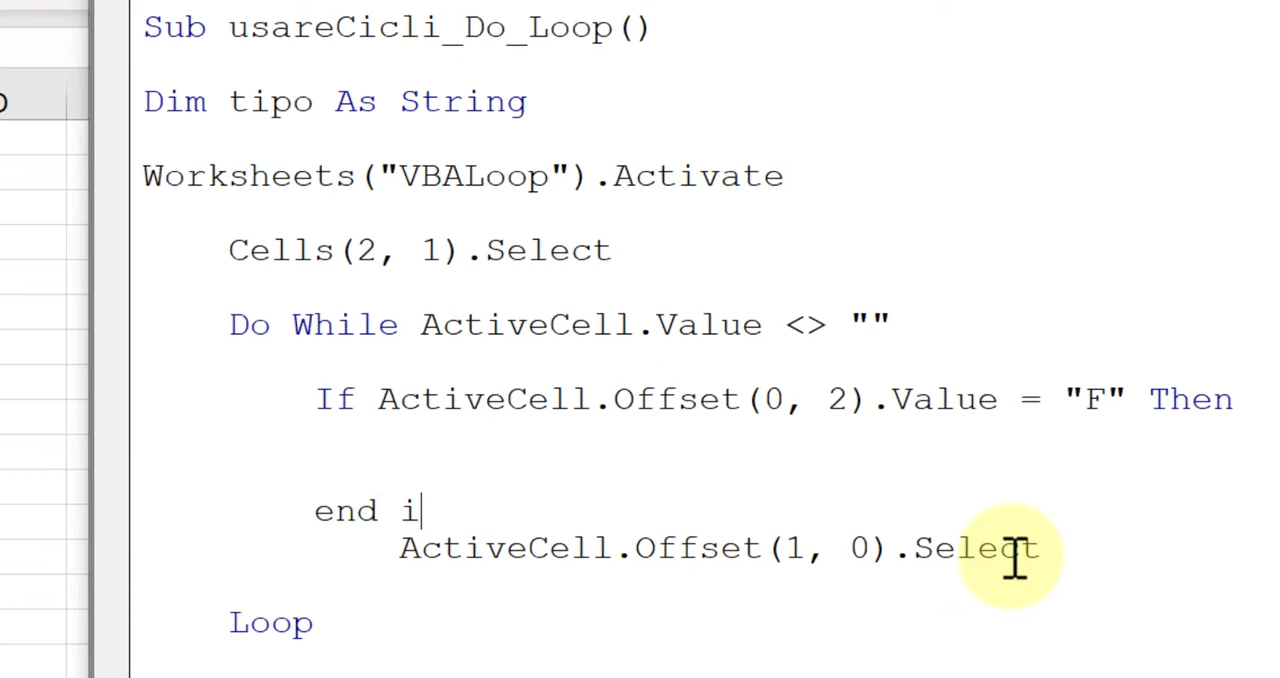 Sub usareCicli_Do_Loop()
Dim tipo As String
Worksheets("VBALoop").Activate
Cells(2, 1).Select
Do While ActiveCell.Value <> ""
If ActiveCell.Offset(0, 2).Value = "F" Then
end i
ActiveCell.Offset(1, 0).Select
Loop